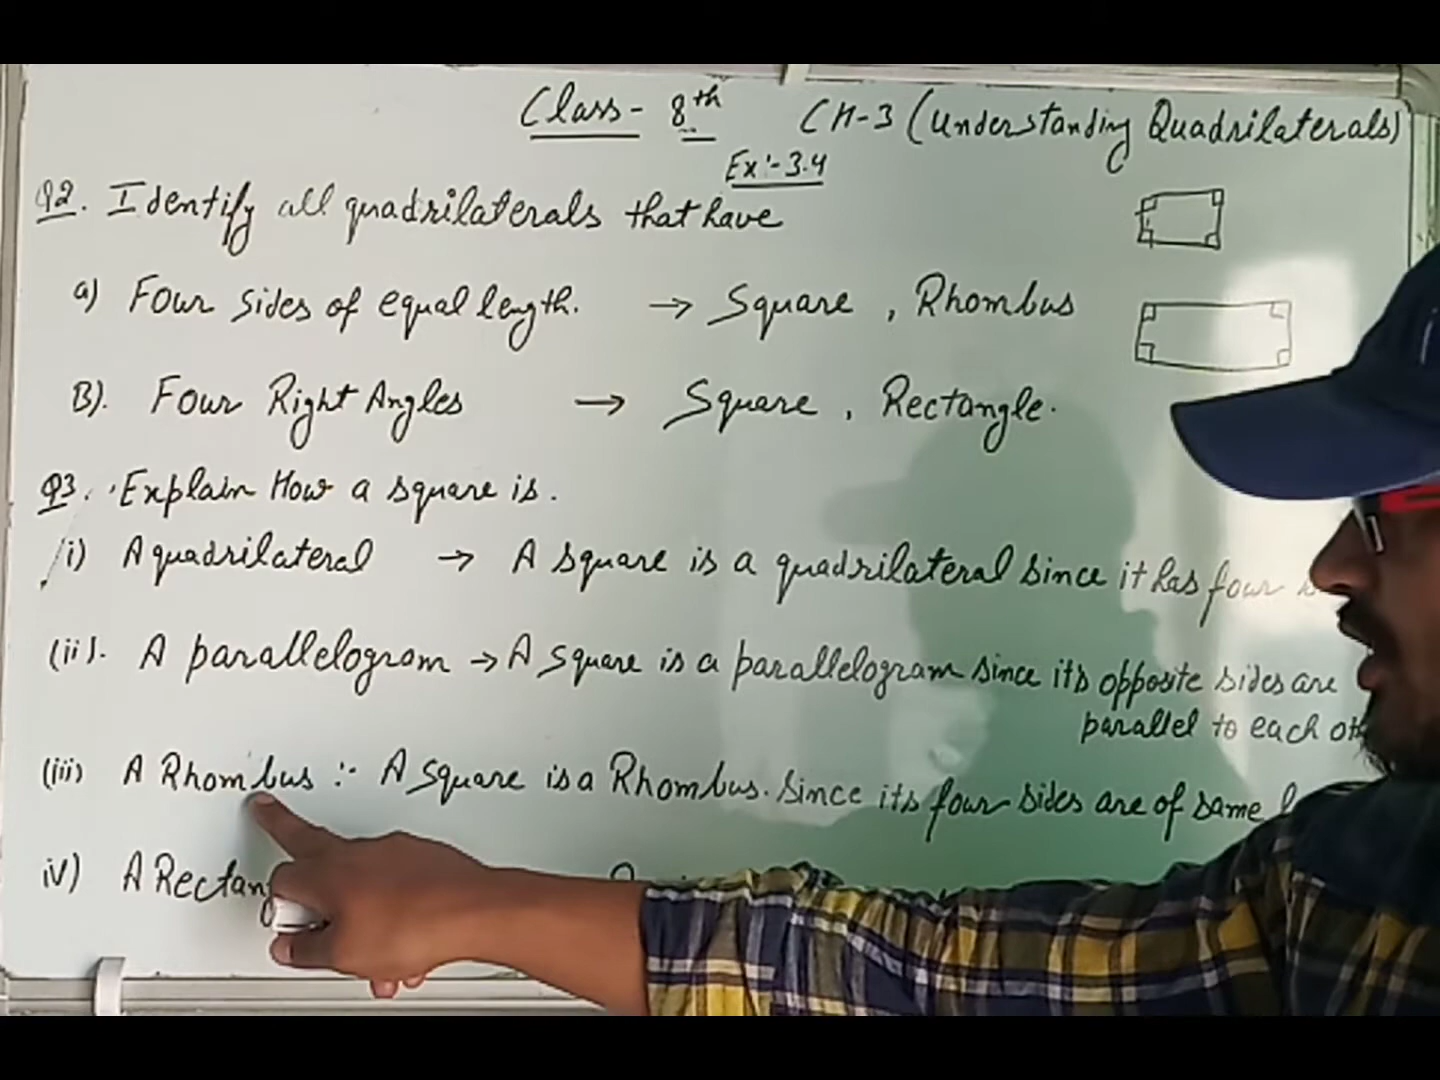 Class- 8th CH-3 (Understanding Quadrilaterals)
Ex:- 3.4
Q2. Identify all quadrilaterals that have
a) Four sides of equal length. → Square, Rhombus
B). Four Right Angles → Square, Rectangle.
Q3. Explain How a square is.
(i) A quadrilateral → A square is a quadrilateral since it has four
(ii). A parallelogram → A square is a parallelogram since its opposite sides are
parallel to each
(iii) A Rhombus :- A Square is a Rhombus. Since its four sides are of same
iv) A